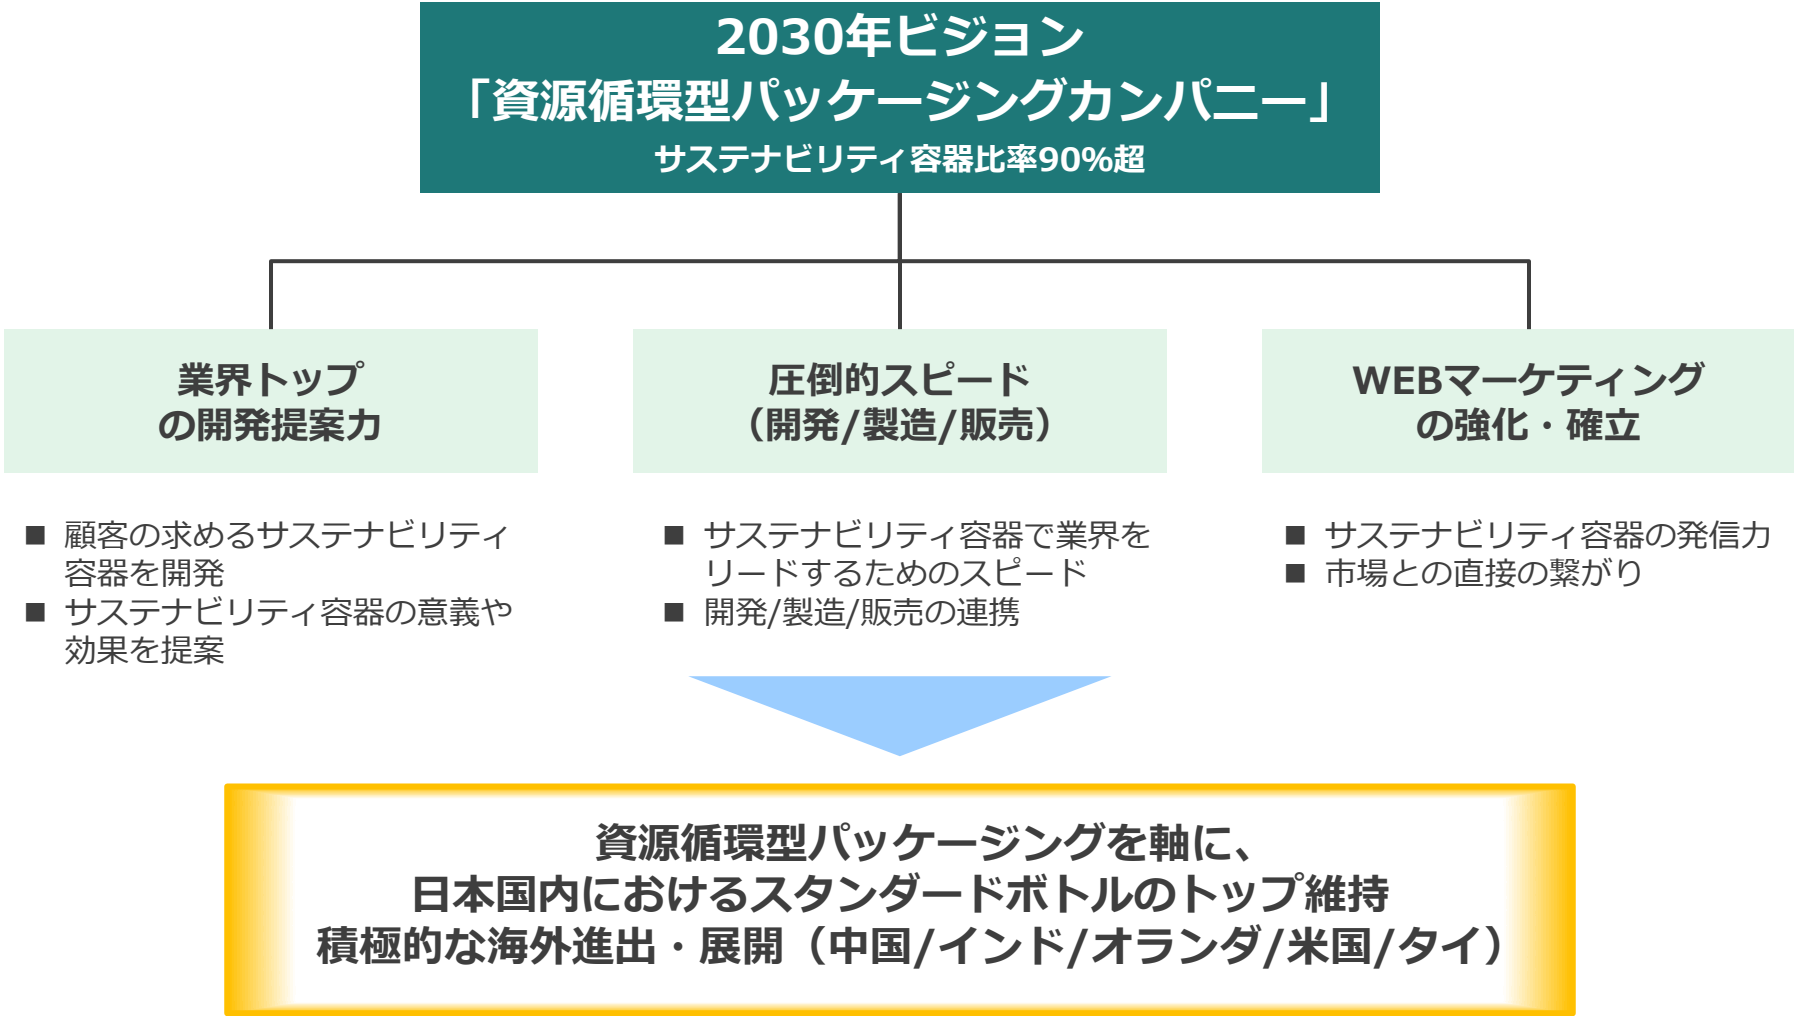 2030年ビジョン
「資源循環型パッケージングカンパニー」
サステナビリティ容器比率90%超
業界トップ
の開発提案力
圧倒的スピード
（開発/製造/販売）
WEBマーケティング
の強化・確立
■ 顧客の求めるサステナビリティ
容器を開発
■ サステナビリティ容器の意義や
効果を提案
■ サステナビリティ容器で業界を
リードするためのスピード
■ 開発/製造/販売の連携
■ サステナビリティ容器の発信力
■ 市場との直接の繋がり
資源循環型パッケージングを軸に、
日本国内におけるスタンダードボトルのトップ維持
積極的な海外進出・展開（中国/インド/オランダ/米国/タイ）